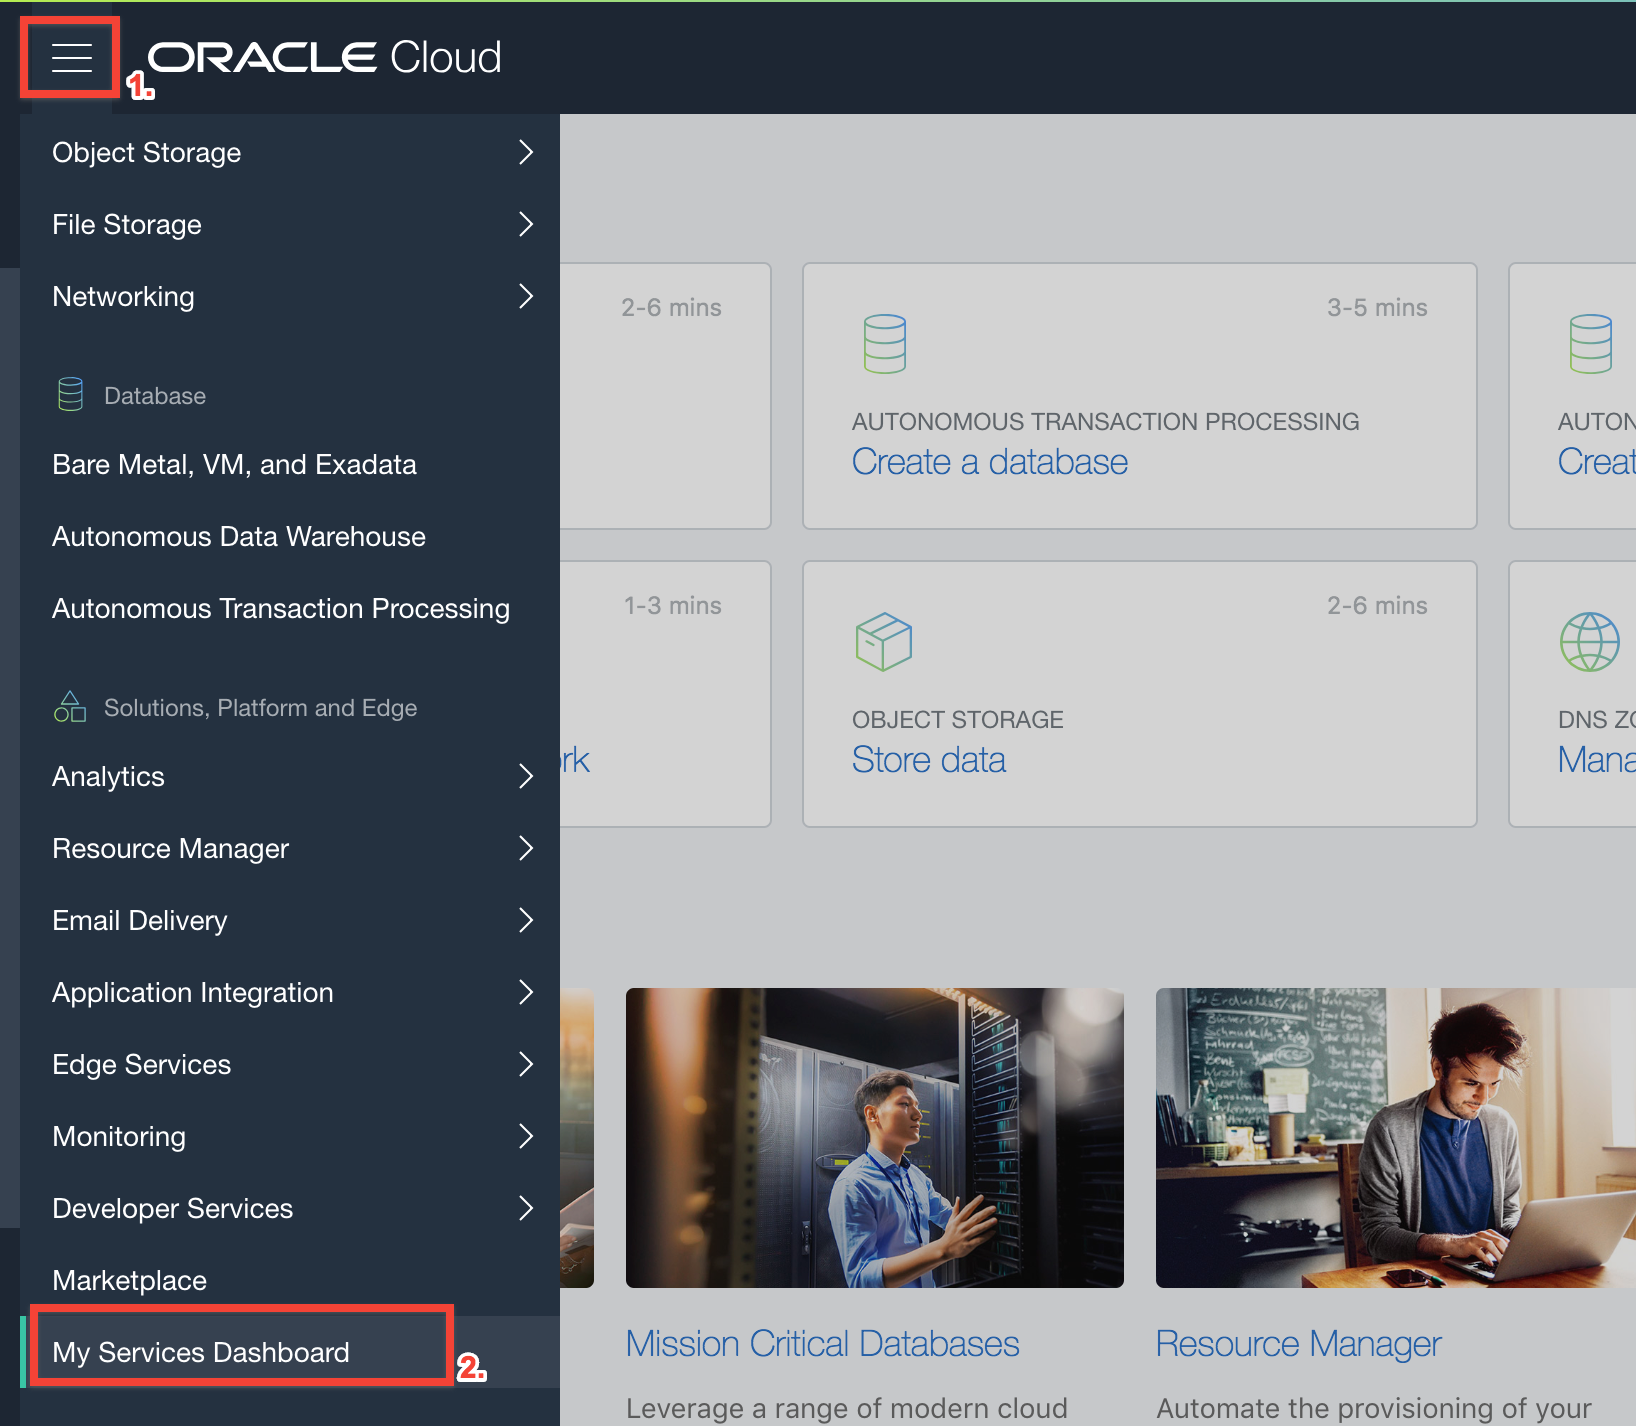 ORACLE Cloud
1.
Object Storage
File Storage
Networking
Database
Bare Metal, VM, and Exadata
Autonomous Data Warehouse
Autonomous Transaction Processing
Solutions, Platform and Edge
Analytics
Resource Manager
Email Delivery
Application Integration
Edge Services
Monitoring
Developer Services
Marketplace
My Services Dashboard
2.
2-6 mins
3-5 mins
AUTONOMOUS TRANSACTION PROCESSING
Create a database
AUTON
Creat
1-3 mins
rk
2-6 mins
OBJECT STORAGE
Store data
DNS ZO
Mana
Mission Critical Databases
Leverage a range of modern cloud
Resource Manager
Automate the provisioning of your